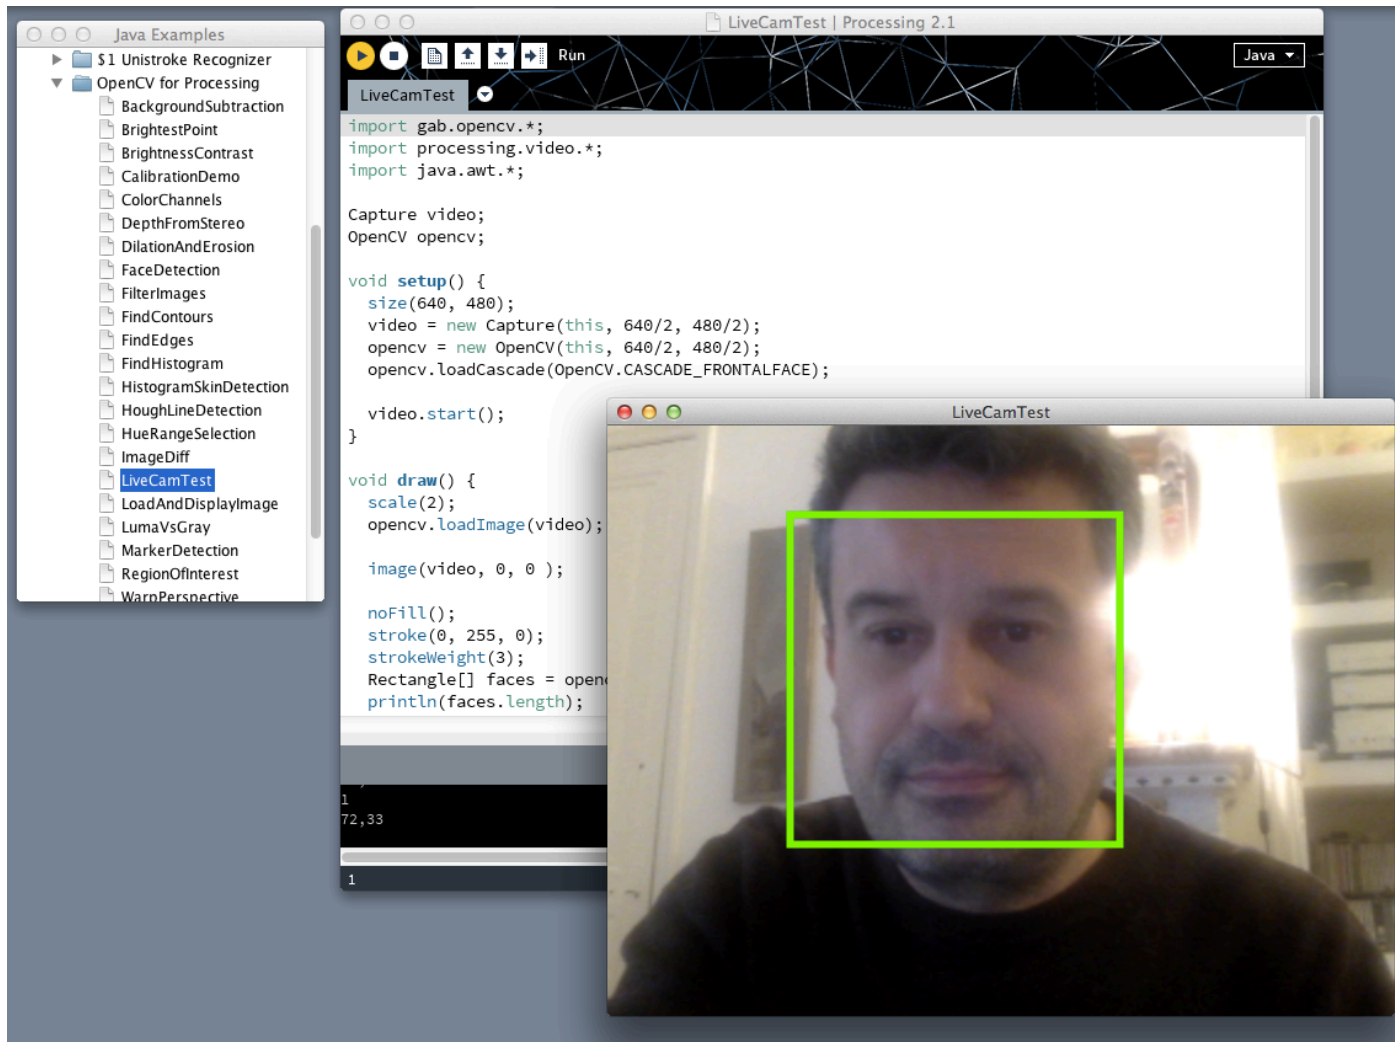 Java Examples
$1 Unistroke Recognizer
OpenCV for Processing
BackgroundSubtraction
BrightestPoint
BrightnessContrast
CalibrationDemo
ColorChannels
DepthFromStereo
DilationAndErosion
FaceDetection
FilterImages
FindContours
FindEdges
FindHistogram
HistogramSkinDetection
HoughLineDetection
HueRangeSelection
ImageDiff
LiveCamTest
LoadAndDisplayImage
LumaVsGray
MarkerDetection
RegionOfInterest
WarpPerspective
LiveCamTest | Processing 2.1
Run
Java
LiveCamTest
import gab.opencv.*;
import processing.video.*;
import java.awt.*;
Capture video;
OpenCV opencv;
void setup() {
size(640, 480);
video = new Capture(this, 640/2, 480/2);
opencv = new OpenCV(this, 640/2, 480/2);
opencv.loadCascade(OpenCV.CASCADE_FRONTALFACE);
video.start();
}
void draw() {
scale(2);
opencv.loadImage(video);
image(video, 0, 0 );
noFill();
stroke(0, 255, 0);
strokeWeight(3);
Rectangle[] faces =
println(faces.length);
1
72,33
1
LiveCamTest